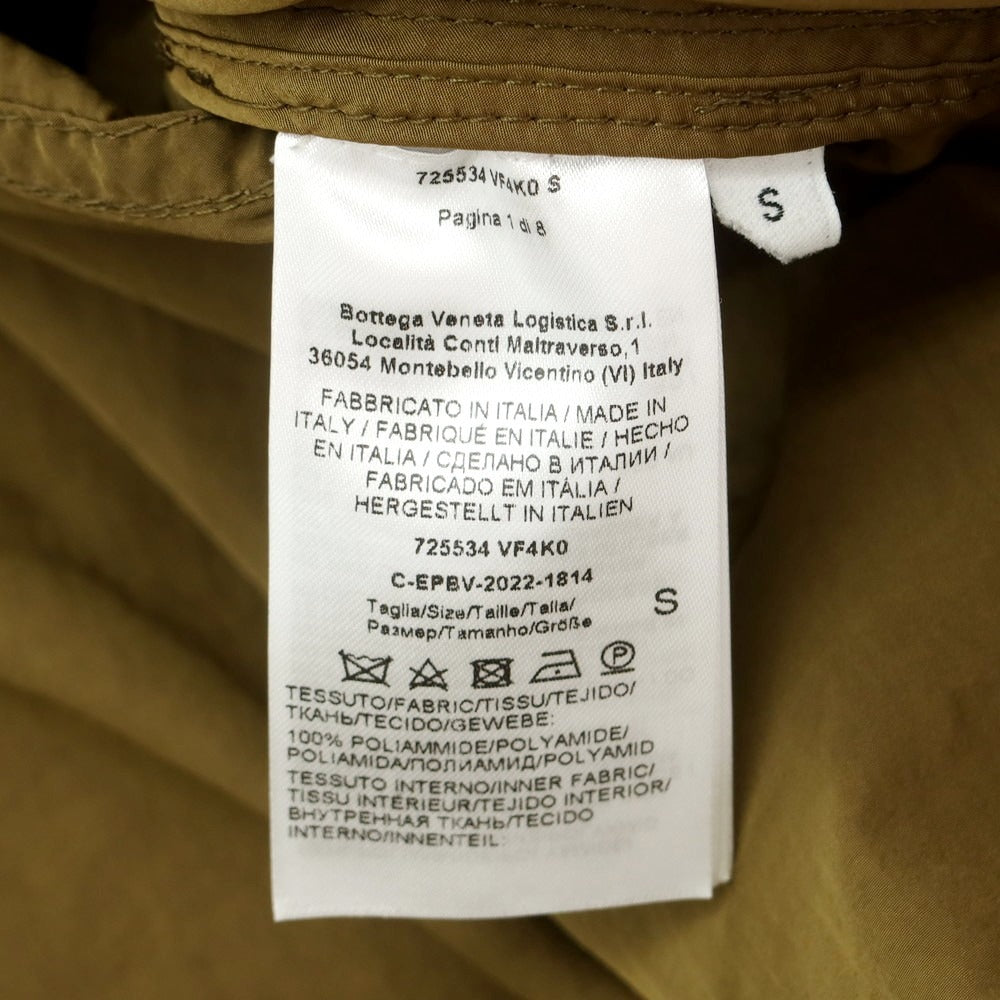 725534 VF4K0 S
S
Pagina 1 di 8
Bottega Veneta Logistica S.r.l.
Località Conti Maltraverso,1
36054 Montebello Vicentino (VI) Italy
FABBRICATO IN ITALIA / MADE IN
ITALY / FABRIQUÉ EN ITALIE / HECHO
EN ITALIA / СДЕЛАНО В ИТАЛИИ /
FABRICADO EM ITÁLIA /
HERGESTELLT IN ITALIEN
725534 VF4K0
C-EPBV-2022-1814
Taglia/Size/Taille/Talla/
Размер/Tamanho/Größe
S
P
TESSUTO/FABRIC/TISSU/TEJIDO/
ТКАНЬ/TECIDO/GEWEBE:
100% POLIAMMIDE/POLYAMIDE/
POLIAMIDA/ПОЛИАМИД/POLYAMID
TESSUTO INTERNO/INNER FABRIC/
TISSU INTÉRIEUR/TEJIDO INTERIOR/
ВНУТРЕННАЯ ТКАНЬ/TECIDO
INTERNO/INNENTEIL: